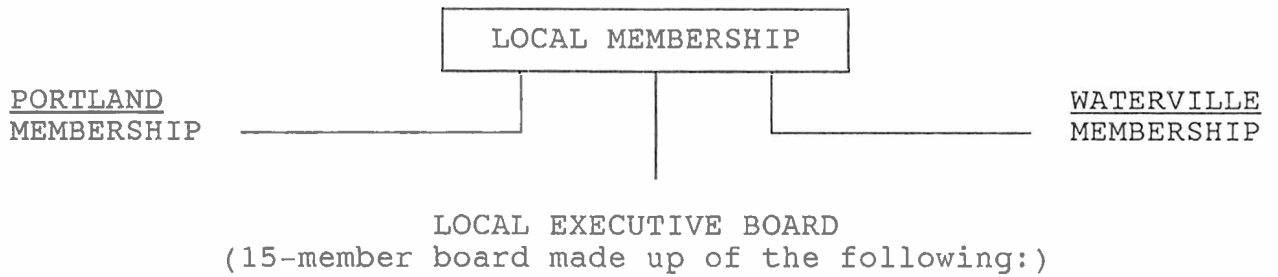 LOCAL MEMBERSHIP
PORTLAND
MEMBERSHIP
WATERVILLE
MEMBERSHIP
LOCAL EXECUTIVE BOARD
(15-member board made up of the following:)